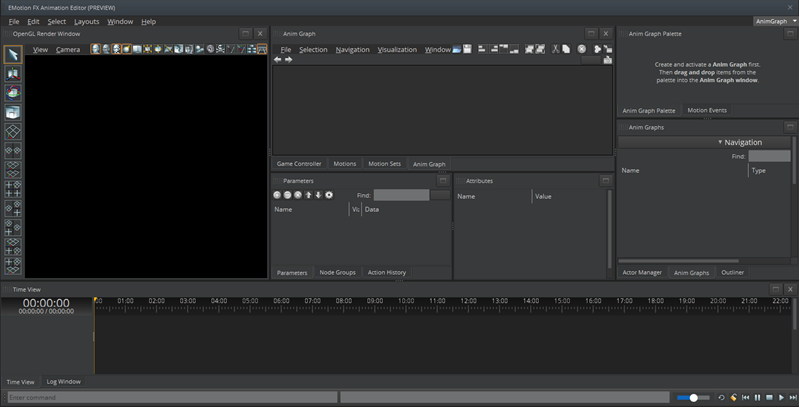 EMotion FX Animation Editor (PREVIEW)
File Edit Select Layouts Window Help
AnimGraph
OpenGL Render Window
View Camera
Anim Graph
File Selection Navigation Visualization Window
Game Controller Motions Motion Sets Anim Graph
Parameters
Find:
Name Data
Parameters Node Groups Action History
Attributes
Name Value
Anim Graph Palette
Create and activate a Anim Graph first.
Then drag and drop items from the
palette into the Anim Graph window.
Anim Graph Palette Motion Events
Anim Graphs
Navigation
Find:
Name Type
Actor Manager Anim Graphs Outliner
Time View
00:00:00
00:00:00 / 00:00:00
:00 01:00 02:00 03:00 04:00 05:00 06:00 07:00 08:00 09:00 10:00 11:00 12:00 13:00 14:00 15:00 16:00 17:00 18:00 19:00 20:00 21:00 22:00
Time View Log Window
Enter command